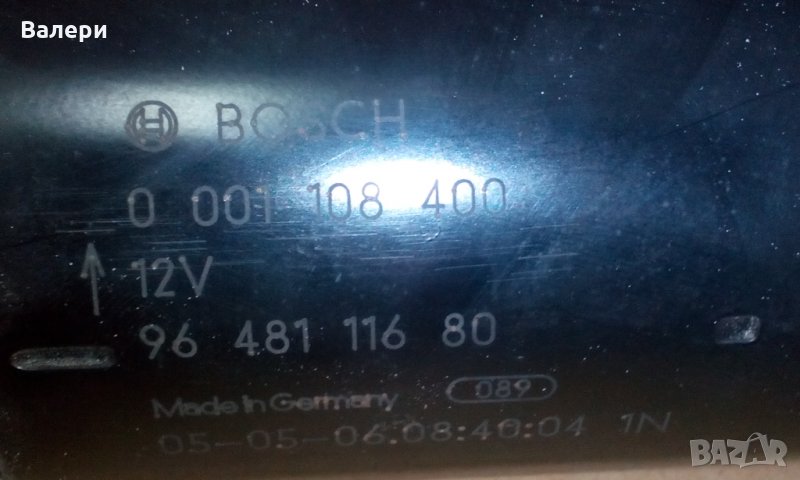 Валери
BOSCH
0 001 108 400
12V
96 481 116 80
Made in Germany 089
05-05-06 08:40:04 1N
BAZAR